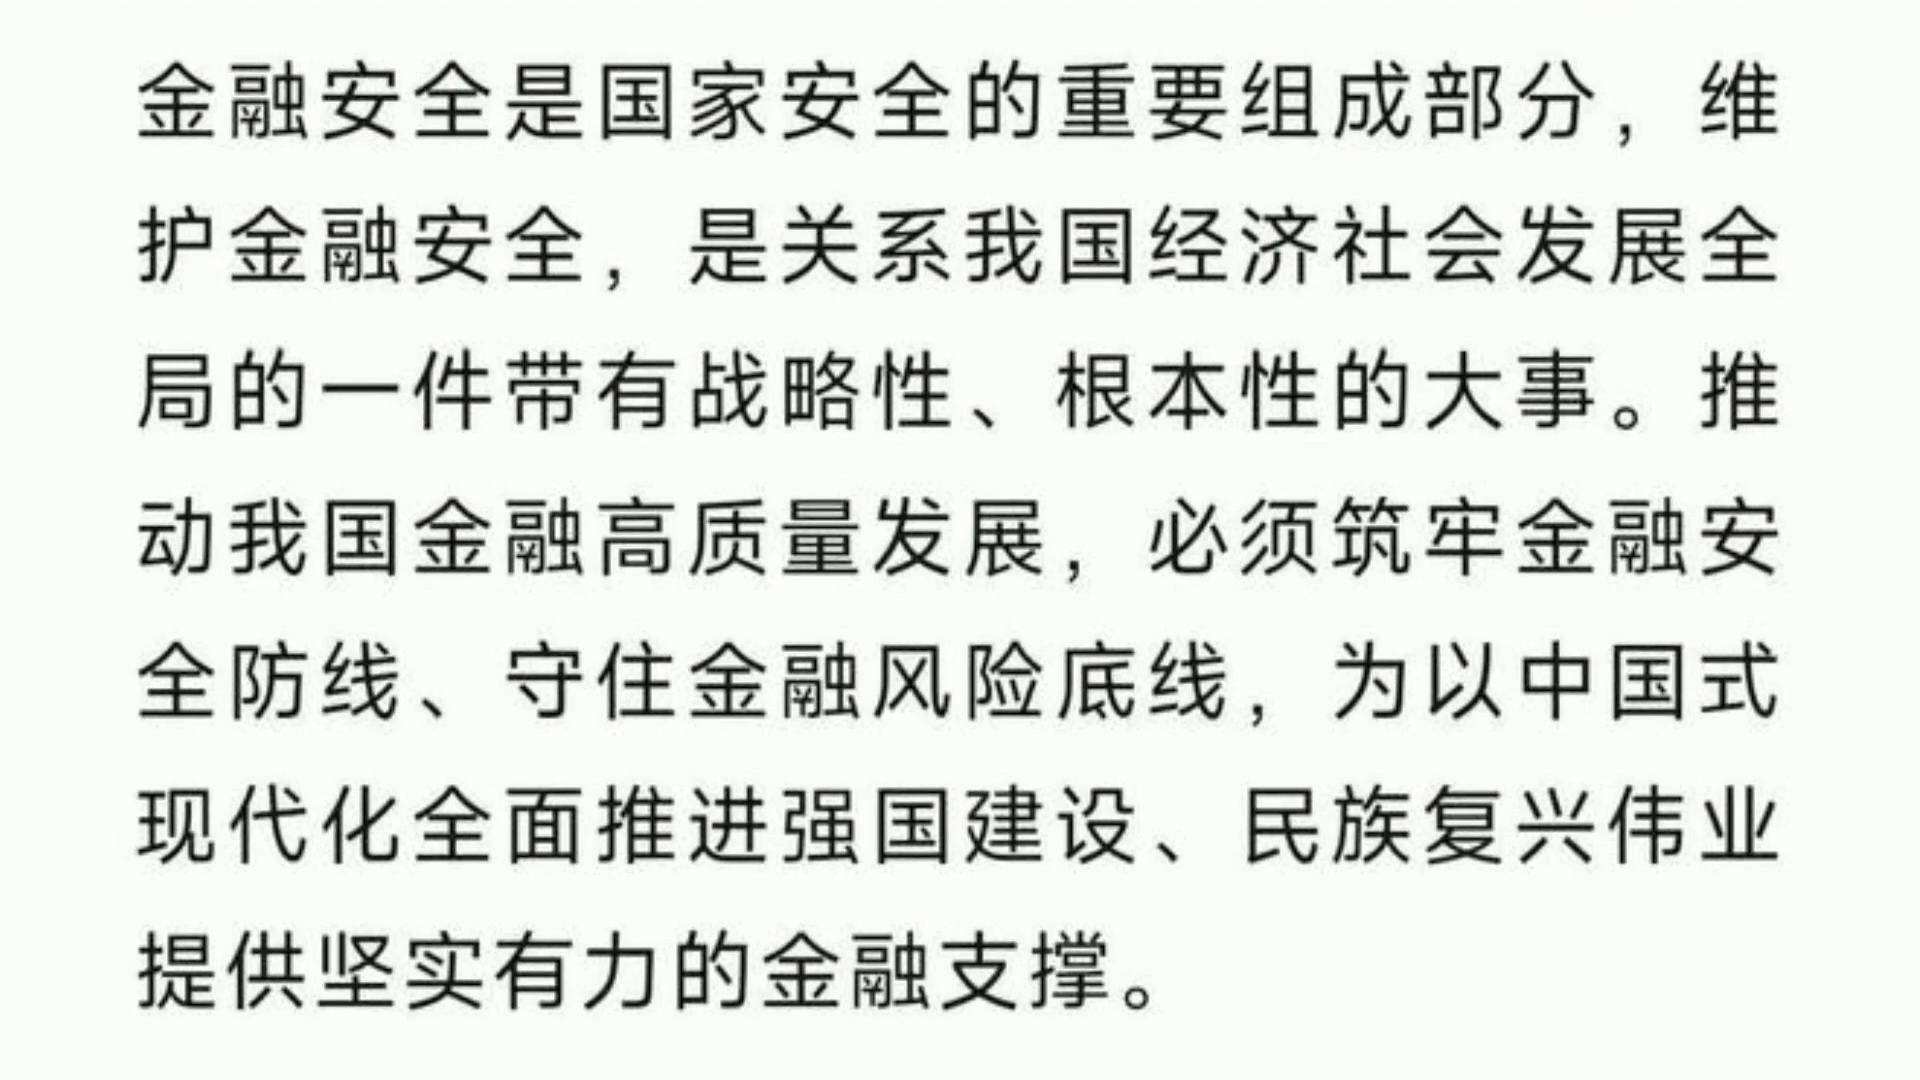 金融安全是国家安全的重要组成部分，维
护金融安全，是关系我国经济社会发展全
局的一件带有战略性、根本性的大事。推
动我国金融高质量发展，必须筑牢金融安
全防线、守住金融风险底线，为以中国式
现代化全面推进强国建设、民族复兴伟业
提供坚实有力的金融支撑。